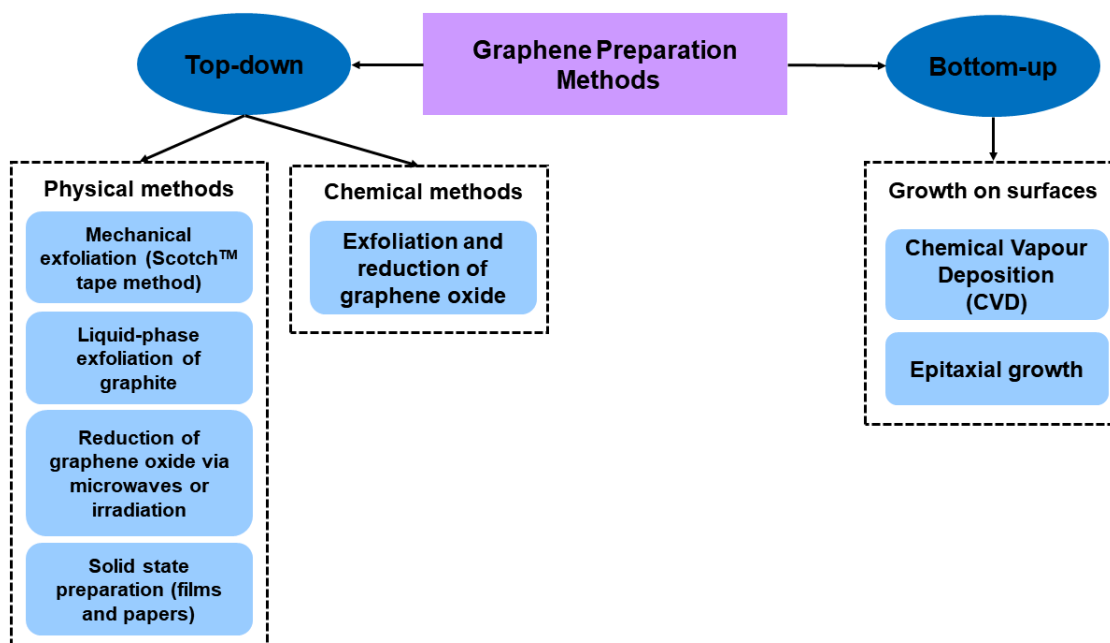 Graphene Preparation
Methods
Top-down
Bottom-up
Physical methods
Mechanical
exfoliation (Scotch™
tape method)
Liquid-phase
exfoliation of
graphite
Reduction of
graphene oxide via
microwaves or
irradiation
Solid state
preparation (films
and papers)
Chemical methods
Exfoliation and
reduction of
graphene oxide
Growth on surfaces
Chemical Vapour
Deposition
(CVD)
Epitaxial growth